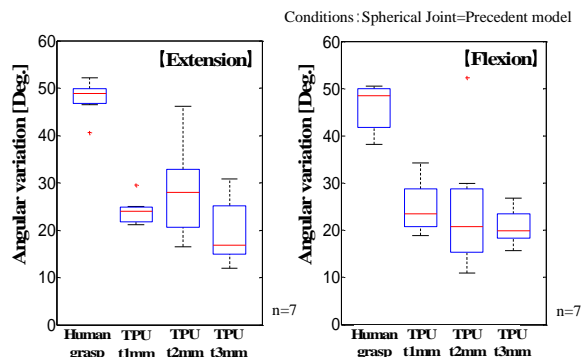 Conditions:Spherical Joint=Precedent model
【Extension】
Angular variation [Deg.]
60
50
40
30
20
10
0
Human grasp
TPU t1mm
TPU t2mm
TPU t3mm
n=7
【Flexion】
Angular variation [Deg.]
60
50
40
30
20
10
0
Human grasp
TPU t1mm
TPU t2mm
TPU t3mm
n=7